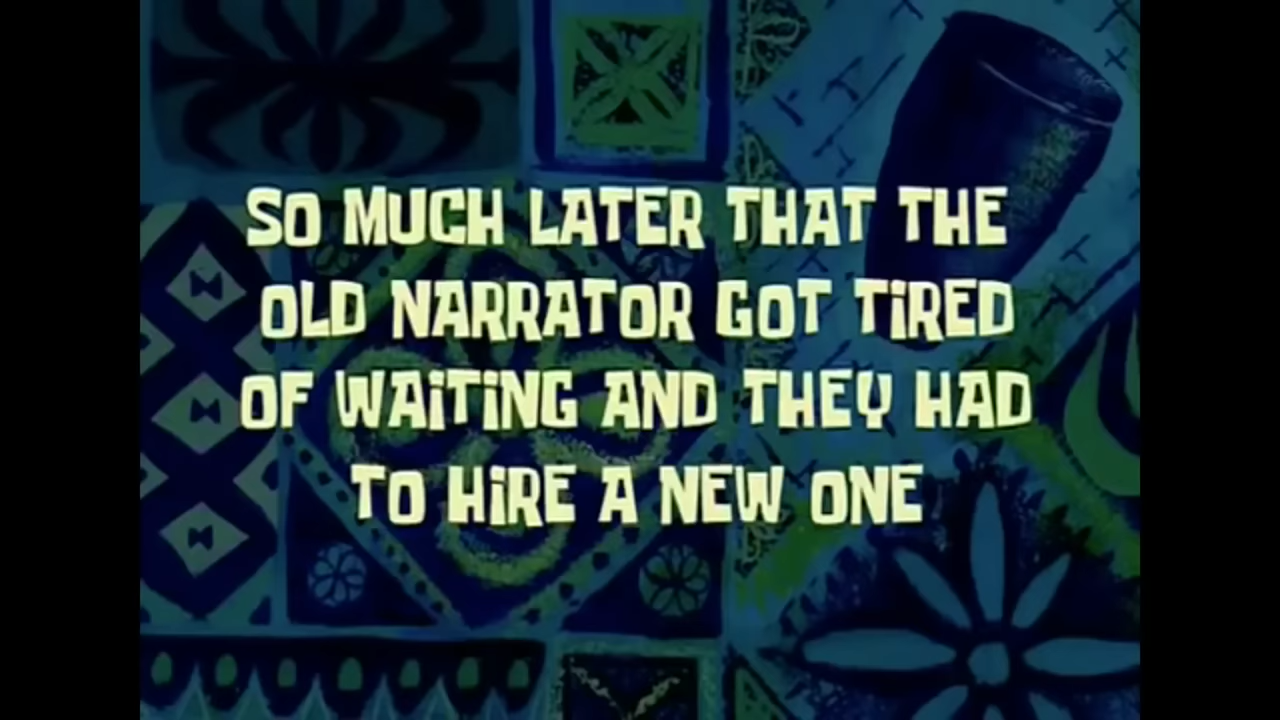 SO MUCH LATER THAT THE
OLD NARRATOR GOT TiRED
OF WAiTiNG AND THEY HAD
TO HiRE A NEW ONE